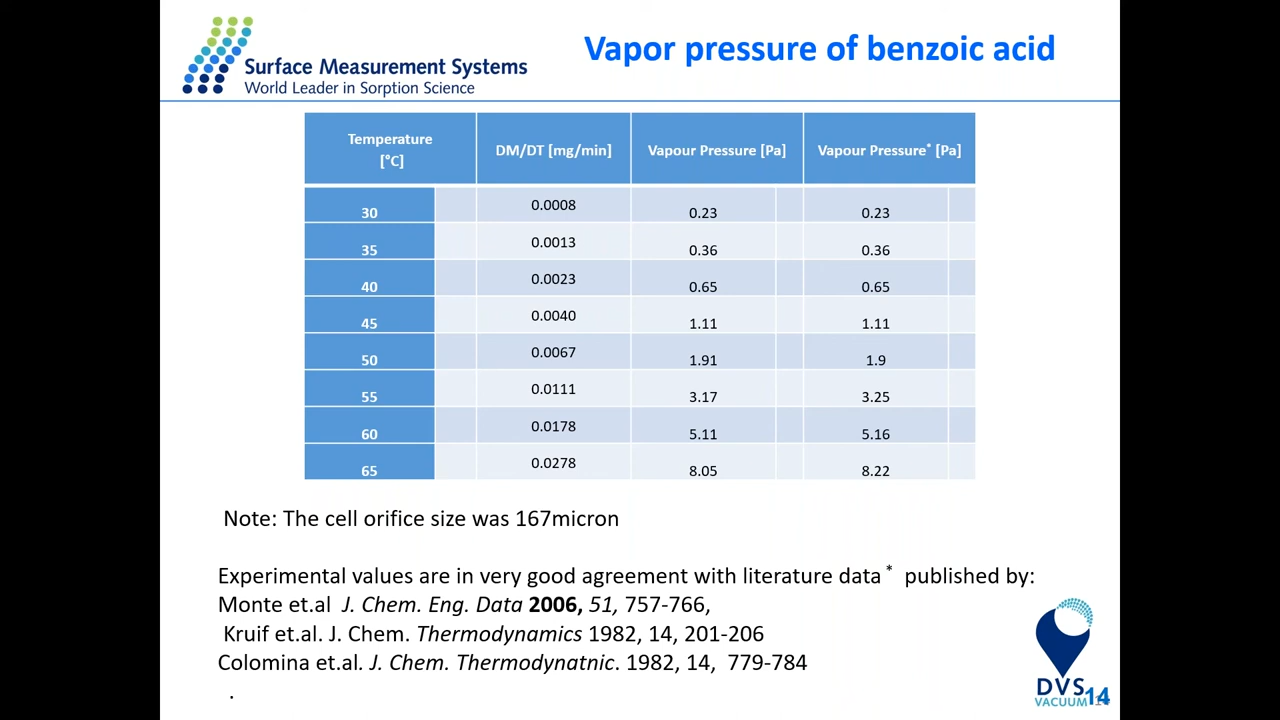 Surface Measurement Systems
World Leader in Sorption Science
Vapor pressure of benzoic acid
Temperature [°C] DM/DT [mg/min] Vapour Pressure [Pa] Vapour Pressure* [Pa]
30 0.0008 0.23 0.23
35 0.0013 0.36 0.36
40 0.0023 0.65 0.65
45 0.0040 1.11 1.11
50 0.0067 1.91 1.9
55 0.0111 3.17 3.25
60 0.0178 5.11 5.16
65 0.0278 8.05 8.22
Note: The cell orifice size was 167micron
Experimental values are in very good agreement with literature data* published by:
Monte et.al J. Chem. Eng. Data 2006, 51, 757-766,
Kruif et.al. J. Chem. Thermodynamics 1982, 14, 201-206
Colomina et.al. J. Chem. Thermodynatnic. 1982, 14, 779-784
.
DVS
VACUUM 14